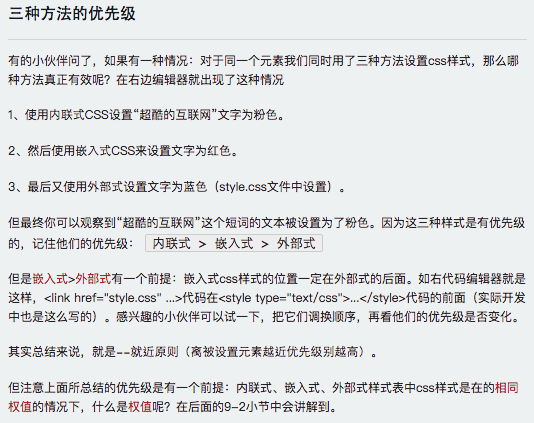 三种方法的优先级
有的小伙伴问了，如果有一种情况：对于同一个元素我们同时用了三种方法设置css样式，那么哪
种方法真正有效呢？在右边编辑器就出现了这种情况
1、使用内联式CSS设置“超酷的互联网”文字为粉色。
2、然后使用嵌入式CSS来设置文字为红色。
3、最后又使用外部式设置文字为蓝色（style.css文件中设置）。
但最终你可以观察到“超酷的互联网”这个短词的文本被设置为了粉色。因为这三种样式是有优先级
的，记住他们的优先级： 内联式 > 嵌入式 > 外部式
但是嵌入式>外部式有一个前提：嵌入式css样式的位置一定在外部式的后面。如右代码编辑器就是
这样，<link href="style.css" ...>代码在<style type="text/css">...</style>代码的前面（实际开发
中也是这么写的）。感兴趣的小伙伴可以试一下，把它们调换顺序，再看他们的优先级是否变化。
其实总结来说，就是--就近原则（离被设置元素越近优先级别越高）。
但注意上面所总结的优先级是有一个前提：内联式、嵌入式、外部式样式表中css样式是在的相同
权值的情况下，什么是权值呢？在后面的9-2小节中会讲解到。